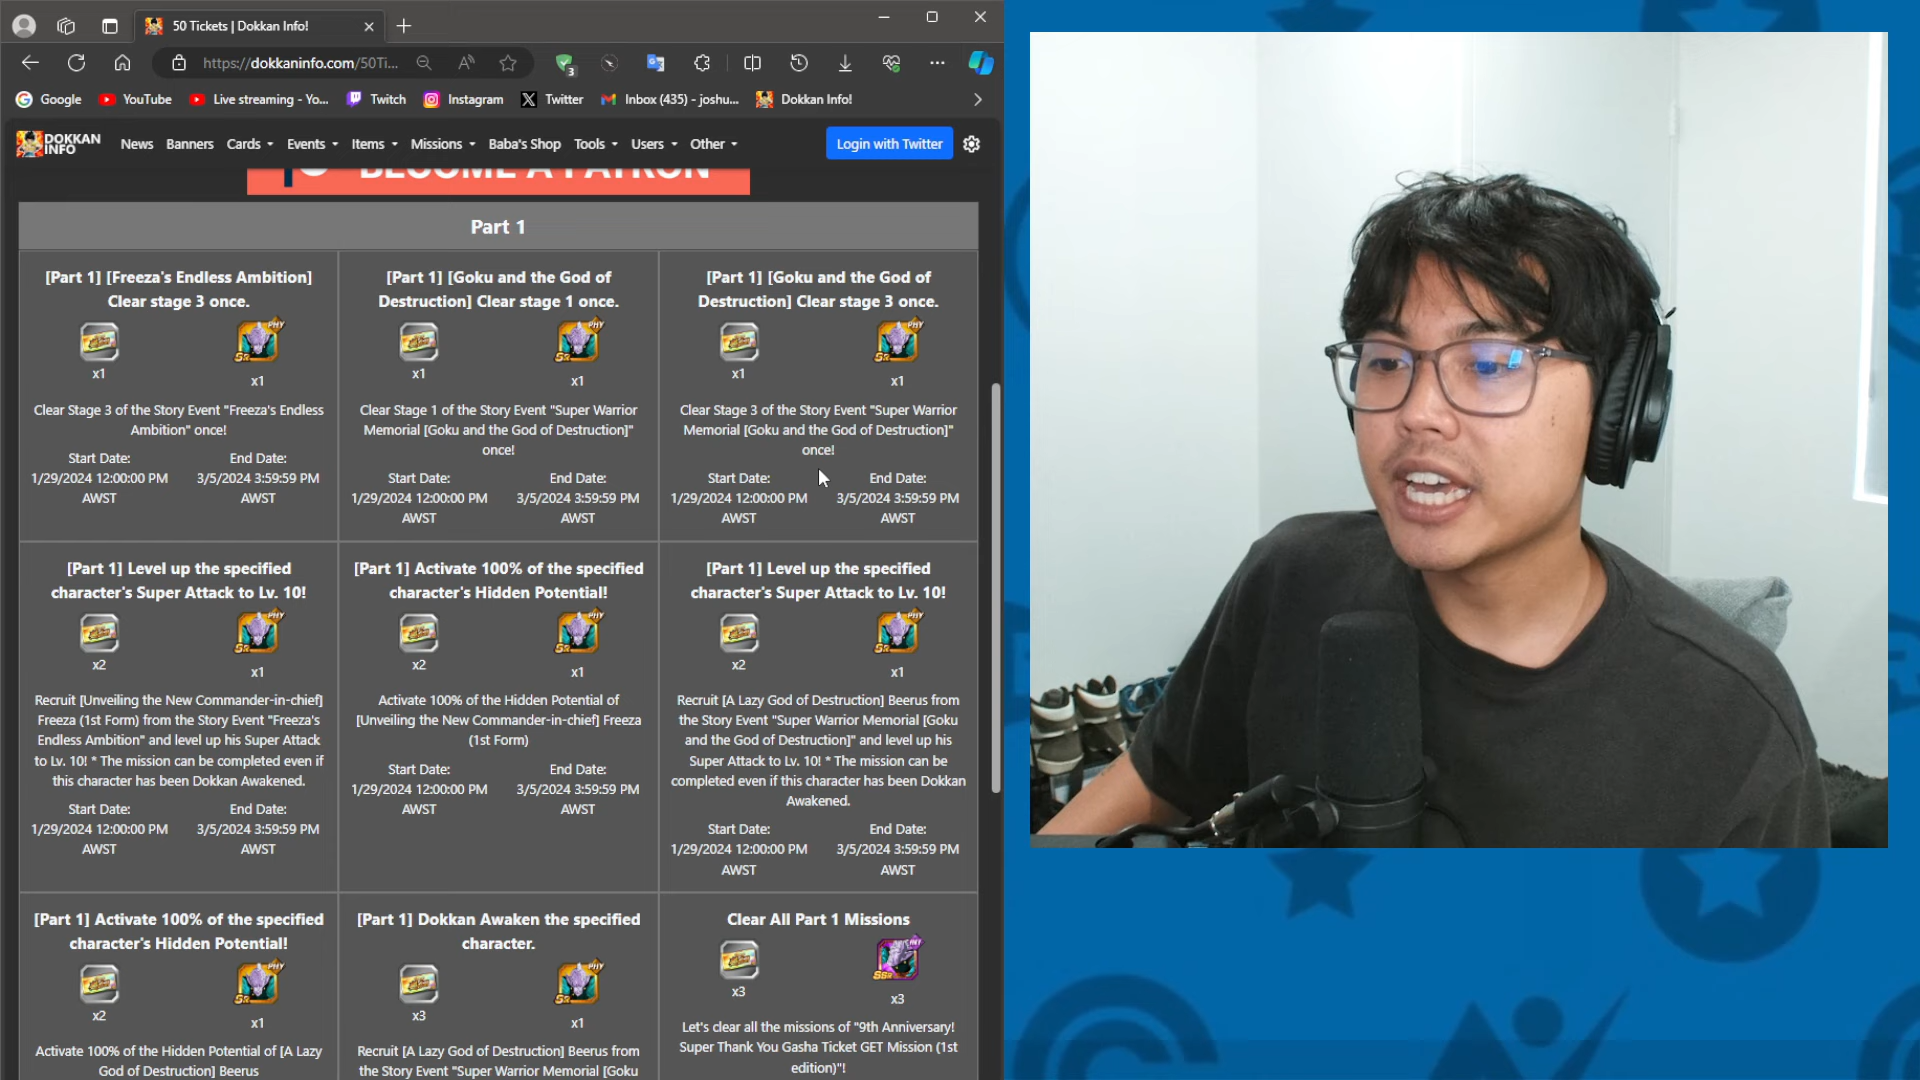 50 Tickets | Dokkan Info!
https://dokkaninfo.com/50Ti...
3
Google YouTube Live streaming - Yo... Twitch Instagram Twitter Inbox (435) - joshu... Dokkan Info!
DOKKAN
INFO
News Banners Cards Events Items Missions Baba's Shop Tools Users Other Login with Twitter
BECOME A PATRON
Part 1
[Part 1] [Freeza's Endless Ambition]
Clear stage 3 once.
PHY
SR
x1 x1
Clear Stage 3 of the Story Event "Freeza's Endless
Ambition" once!
Start Date: End Date:
1/29/2024 12:00:00 PM 3/5/2024 3:59:59 PM
AWST AWST
[Part 1] [Goku and the God of
Destruction] Clear stage 1 once.
PHY
SR
x1 x1
Clear Stage 1 of the Story Event "Super Warrior
Memorial [Goku and the God of Destruction]"
once!
Start Date: End Date:
1/29/2024 12:00:00 PM 3/5/2024 3:59:59 PM
AWST AWST
[Part 1] [Goku and the God of
Destruction] Clear stage 3 once.
PHY
SR
x1 x1
Clear Stage 3 of the Story Event "Super Warrior
Memorial [Goku and the God of Destruction]"
once!
Start Date: End Date:
1/29/2024 12:00:00 PM 3/5/2024 3:59:59 PM
AWST AWST
[Part 1] Level up the specified
character's Super Attack to Lv. 10!
PHY
SR
x2 x1
Recruit [Unveiling the New Commander-in-chief]
Freeza (1st Form) from the Story Event "Freeza's
Endless Ambition" and level up his Super Attack
to Lv. 10! * The mission can be completed even if
this character has been Dokkan Awakened.
Start Date: End Date:
1/29/2024 12:00:00 PM 3/5/2024 3:59:59 PM
AWST AWST
[Part 1] Activate 100% of the specified
character's Hidden Potential!
PHY
SR
x2 x1
Activate 100% of the Hidden Potential of
[Unveiling the New Commander-in-chief] Freeza
(1st Form)
Start Date: End Date:
1/29/2024 12:00:00 PM 3/5/2024 3:59:59 PM
AWST AWST
[Part 1] Level up the specified
character's Super Attack to Lv. 10!
PHY
SR
x2 x1
Recruit [A Lazy God of Destruction] Beerus from
the Story Event "Super Warrior Memorial [Goku
and the God of Destruction]" and level up his
Super Attack to Lv. 10! * The mission can be
completed even if this character has been Dokkan
Awakened.
Start Date: End Date:
1/29/2024 12:00:00 PM 3/5/2024 3:59:59 PM
AWST AWST
[Part 1] Activate 100% of the specified
character's Hidden Potential!
PHY
SR
x2 x1
Activate 100% of the Hidden Potential of [A Lazy
God of Destruction] Beerus
[Part 1] Dokkan Awaken the specified
character.
PHY
SR
x3 x1
Recruit [A Lazy God of Destruction] Beerus from
the Story Event "Super Warrior Memorial [Goku
Clear All Part 1 Missions
PHY
SSR
x3 x3
Let's clear all the missions of "9th Anniversary!
Super Thank You Gasha Ticket GET Mission (1st
edition)"!